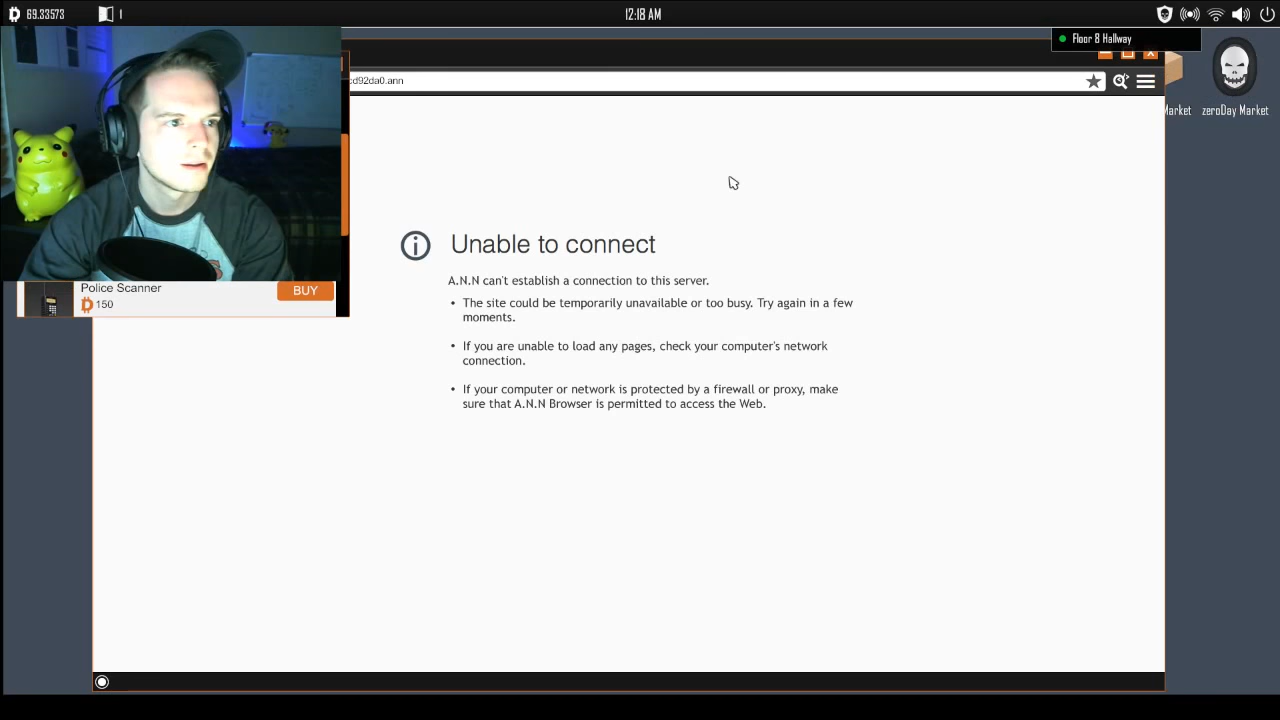 69.33573
1
12:18 AM
Floor 8 Hallway
cd92da0.ann
Market
zeroDay Market
Unable to connect
A.N.N can't establish a connection to this server.
• The site could be temporarily unavailable or too busy. Try again in a few
moments.
• If you are unable to load any pages, check your computer's network
connection.
• If your computer or network is protected by a firewall or proxy, make
sure that A.N.N Browser is permitted to access the Web.
Police Scanner
BUY
150